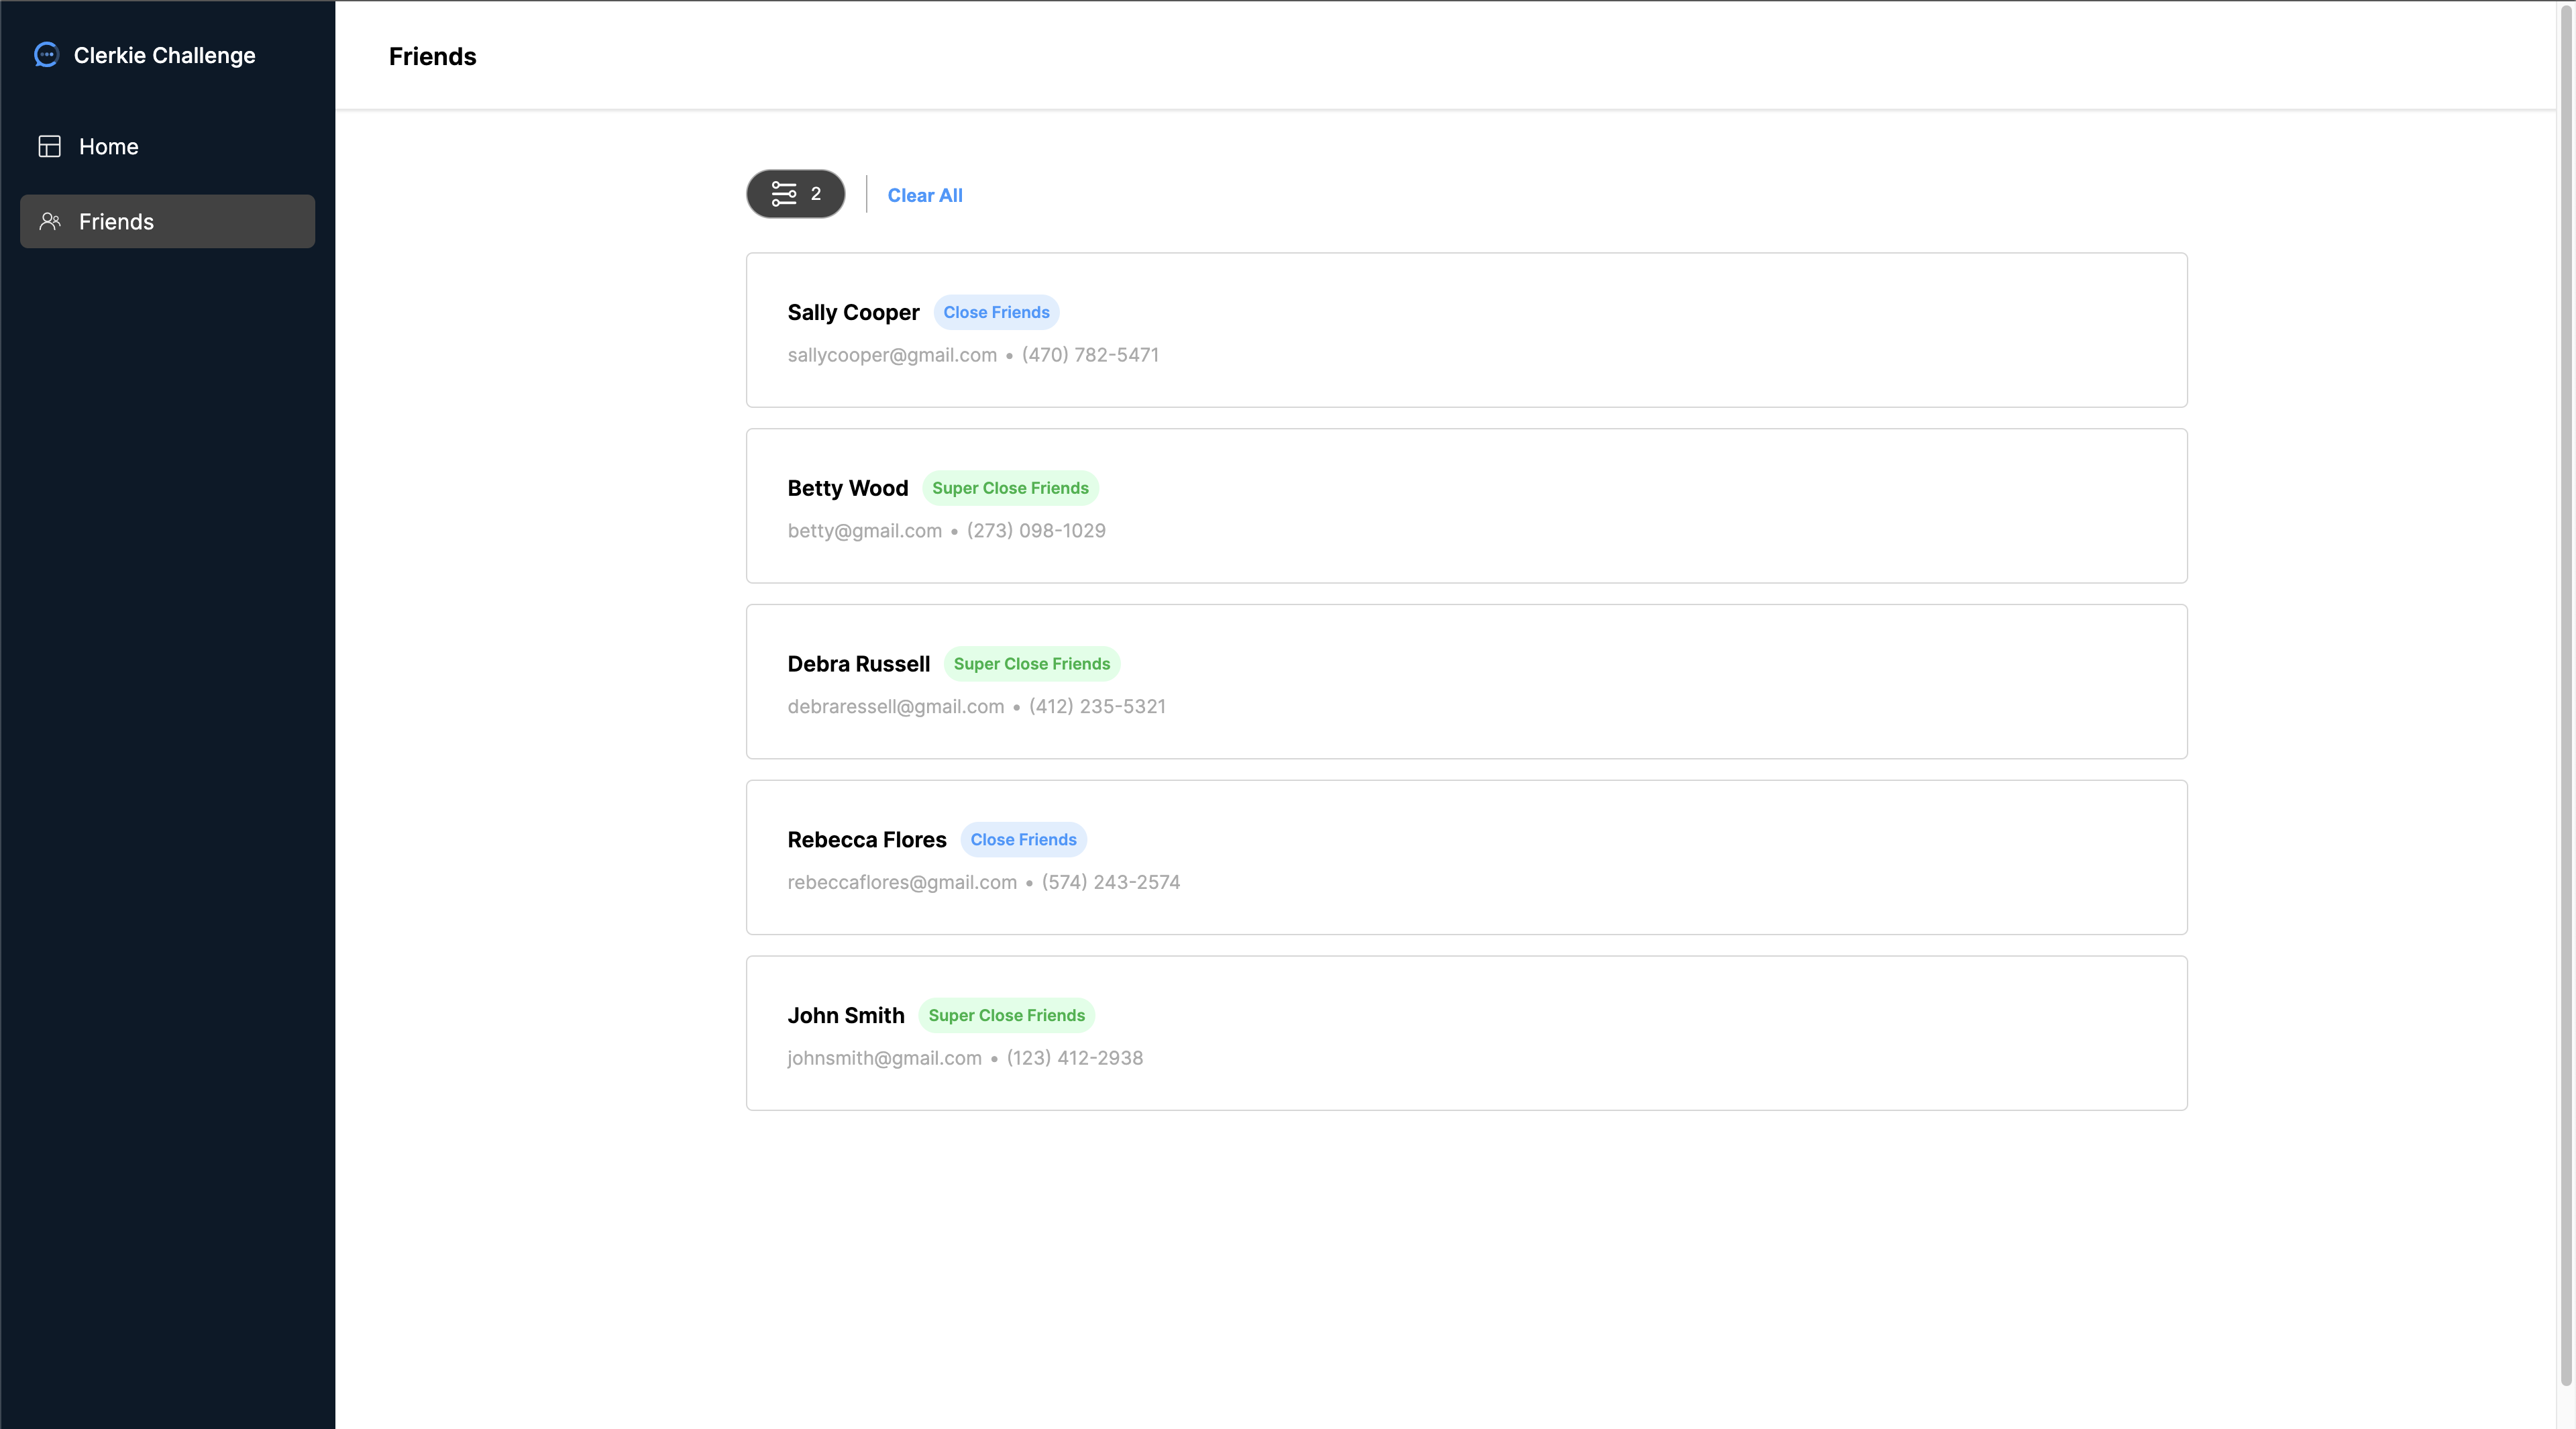 Clerkie Challenge
Home
Friends
Friends
2
Clear All
Sally Cooper Close Friends
sallycooper@gmail.com • (470) 782-5471
Betty Wood Super Close Friends
betty@gmail.com • (273) 098-1029
Debra Russell Super Close Friends
debraressell@gmail.com • (412) 235-5321
Rebecca Flores Close Friends
rebeccaflores@gmail.com • (574) 243-2574
John Smith Super Close Friends
johnsmith@gmail.com • (123) 412-2938